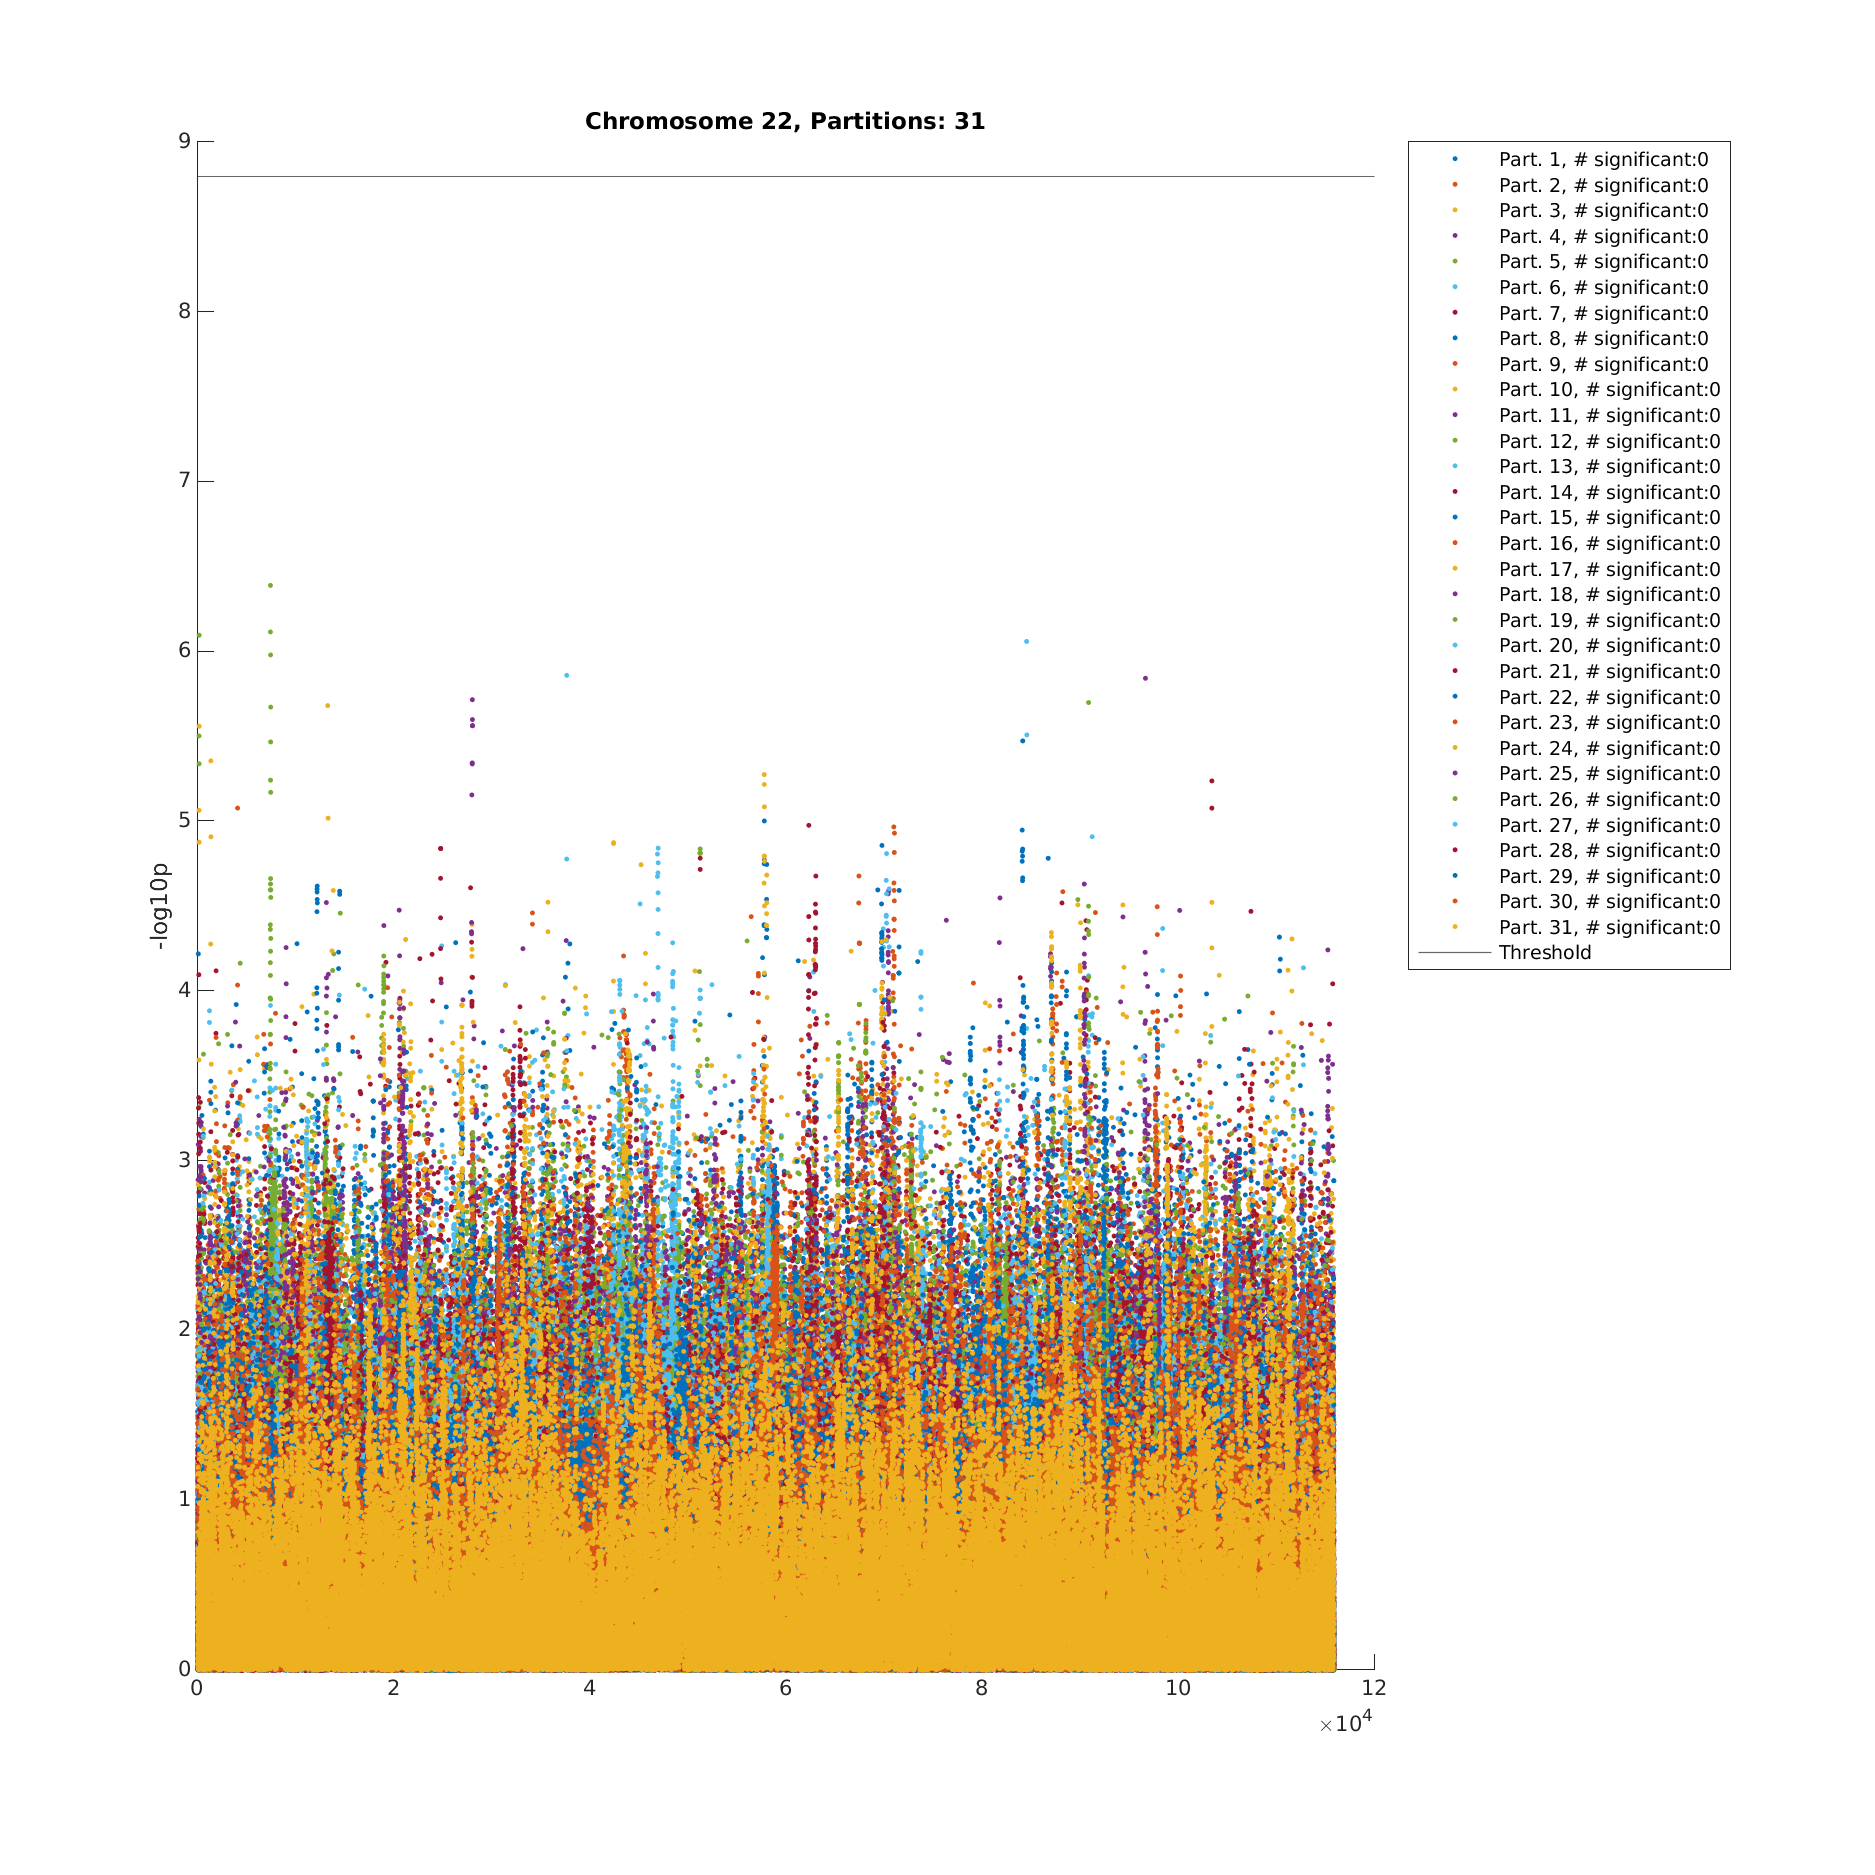 Chromosome 22, Partitions: 31
9
8
7
6
5
4
3
2
1
0
-log10p
0 2 4 6 8 10 12
×10^4
Part. 1, # significant:0
Part. 2, # significant:0
Part. 3, # significant:0
Part. 4, # significant:0
Part. 5, # significant:0
Part. 6, # significant:0
Part. 7, # significant:0
Part. 8, # significant:0
Part. 9, # significant:0
Part. 10, # significant:0
Part. 11, # significant:0
Part. 12, # significant:0
Part. 13, # significant:0
Part. 14, # significant:0
Part. 15, # significant:0
Part. 16, # significant:0
Part. 17, # significant:0
Part. 18, # significant:0
Part. 19, # significant:0
Part. 20, # significant:0
Part. 21, # significant:0
Part. 22, # significant:0
Part. 23, # significant:0
Part. 24, # significant:0
Part. 25, # significant:0
Part. 26, # significant:0
Part. 27, # significant:0
Part. 28, # significant:0
Part. 29, # significant:0
Part. 30, # significant:0
Part. 31, # significant:0
Threshold